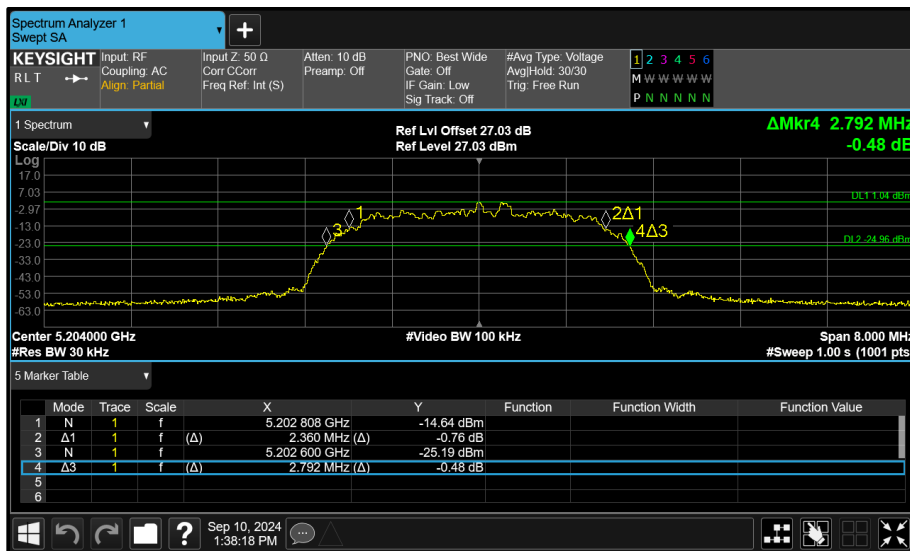 Spectrum Analyzer 1
Swept SA
+
KEYSIGHT Input: RF Input Z: 50 Ω Atten: 10 dB PNO: Best Wide #Avg Type: Voltage 1 2 3 4 5 6
R L T Coupling: AC Corr CCorr Preamp: Off Gate: Off Avg|Hold: 30/30 M W W W W W
Align: Partial Freq Ref: Int (S) IF Gain: Low Trig: Free Run
LXI Sig Track: Off P N N N N N
1 Spectrum Ref Lvl Offset 27.03 dB ΔMkr4 2.792 MHz
Scale/Div 10 dB Ref Level 27.03 dBm -0.48 dB
Log
17.0
7.03
DL1 1.04 dBm
-2.97
1 2Δ1
-13.0
3 4Δ3
-23.0
DL2 -24.96 dBm
-33.0
-43.0
-53.0
-63.0
Center 5.204000 GHz #Video BW 100 kHz Span 8.000 MHz
#Res BW 30 kHz #Sweep 1.00 s (1001 pts
5 Marker Table
Mode Trace Scale X Y Function Function Width Function Value
1 N 1 f 5.202 808 GHz -14.64 dBm
2 Δ1 1 f (Δ) 2.360 MHz (Δ) -0.76 dB
3 N 1 f 5.202 600 GHz -25.19 dBm
4 Δ3 1 f (Δ) 2.792 MHz (Δ) -0.48 dB
5
6
? Sep 10, 2024
1:38:18 PM